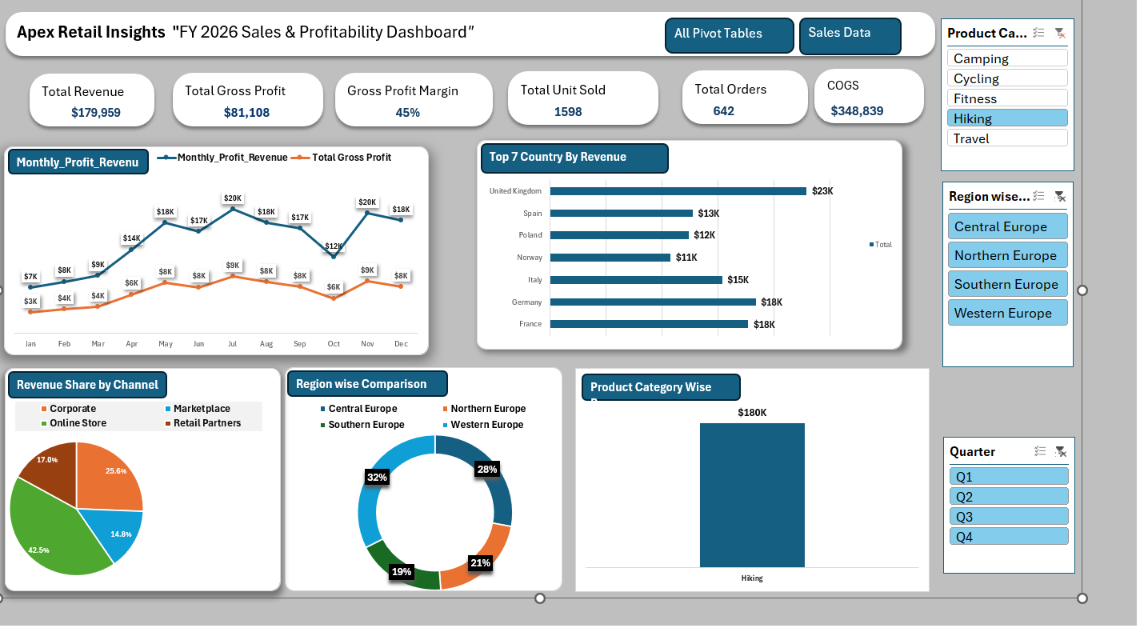 Apex Retail Insights "FY 2026 Sales & Profitability Dashboard"
All Pivot Tables
Sales Data
Total Revenue
$179,959
Total Gross Profit
$81,108
Gross Profit Margin
45%
Total Unit Sold
1598
Total Orders
642
COGS
$348,839
Product Ca...
Camping
Cycling
Fitness
Hiking
Travel
Monthly_Profit_Revenu
Monthly_Profit_Revenue Total Gross Profit
$7K $8K $9K $14K $18K $17K $20K $18K $17K $12K $20K $18K
$3K $4K $4K $6K $8K $8K $9K $8K $8K $6K $9K $8K
Jan Feb Mar Apr May Jun Jul Aug Sep Oct Nov Dec
Top 7 Country By Revenue
United Kingdom $23K
Spain $13K
Poland $12K
Norway $11K
Italy $15K
Germany $18K
France $18K
Total
Region wise...
Central Europe
Northern Europe
Southern Europe
Western Europe
Revenue Share by Channel
Corporate Marketplace
Online Store Retail Partners
17.0% 25.6%
14.8%
42.5%
Region wise Comparison
Central Europe Northern Europe
Southern Europe Western Europe
32% 28%
19% 21%
Product Category Wise
$180K
Hiking
Quarter
Q1
Q2
Q3
Q4